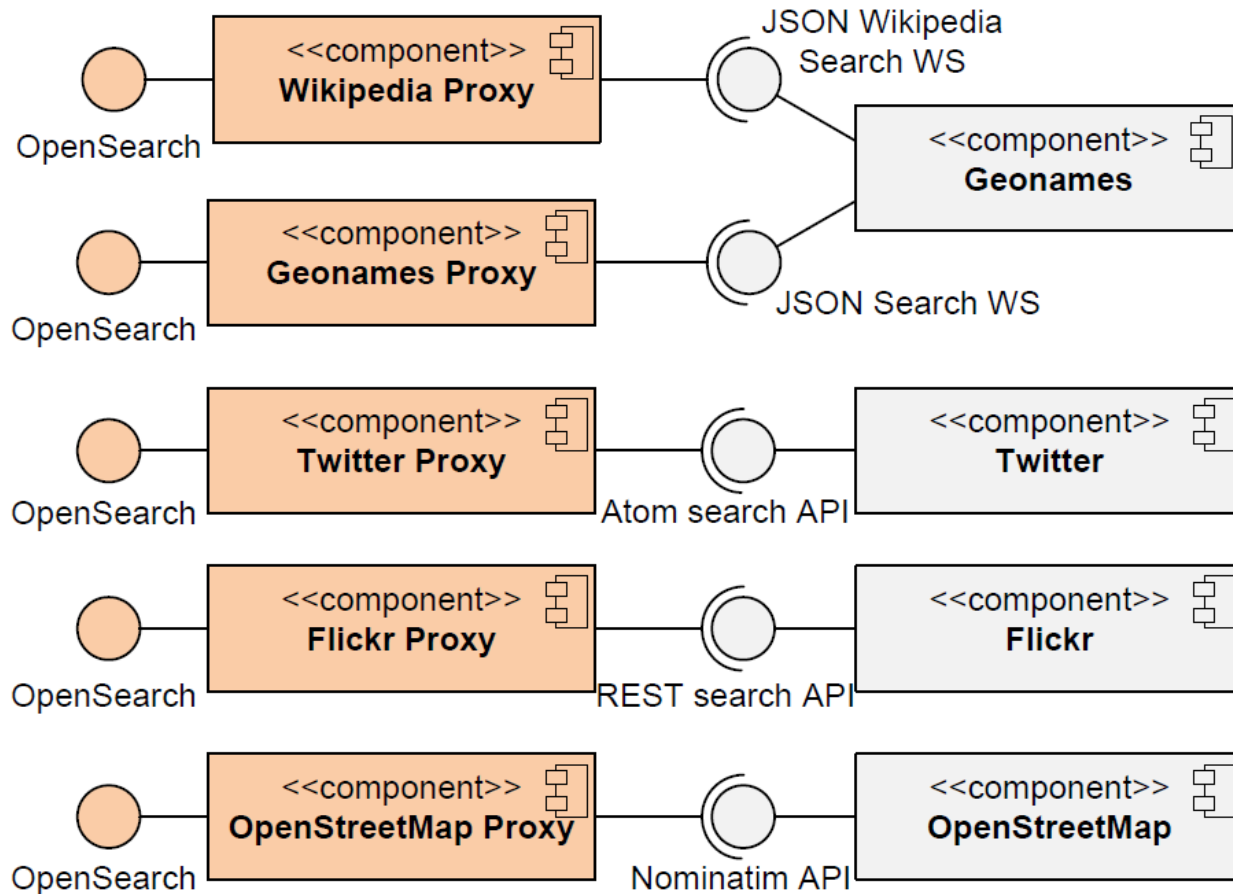 JSON Wikipedia
Search WS
<<component>>
Wikipedia Proxy
OpenSearch
<<component>>
Geonames
<<component>>
Geonames Proxy
OpenSearch
JSON Search WS
<<component>>
Twitter Proxy
OpenSearch
Atom search API
<<component>>
Twitter
<<component>>
Flickr Proxy
OpenSearch
REST search API
<<component>>
Flickr
<<component>>
OpenStreetMap Proxy
OpenSearch
Nominatim API
<<component>>
OpenStreetMap